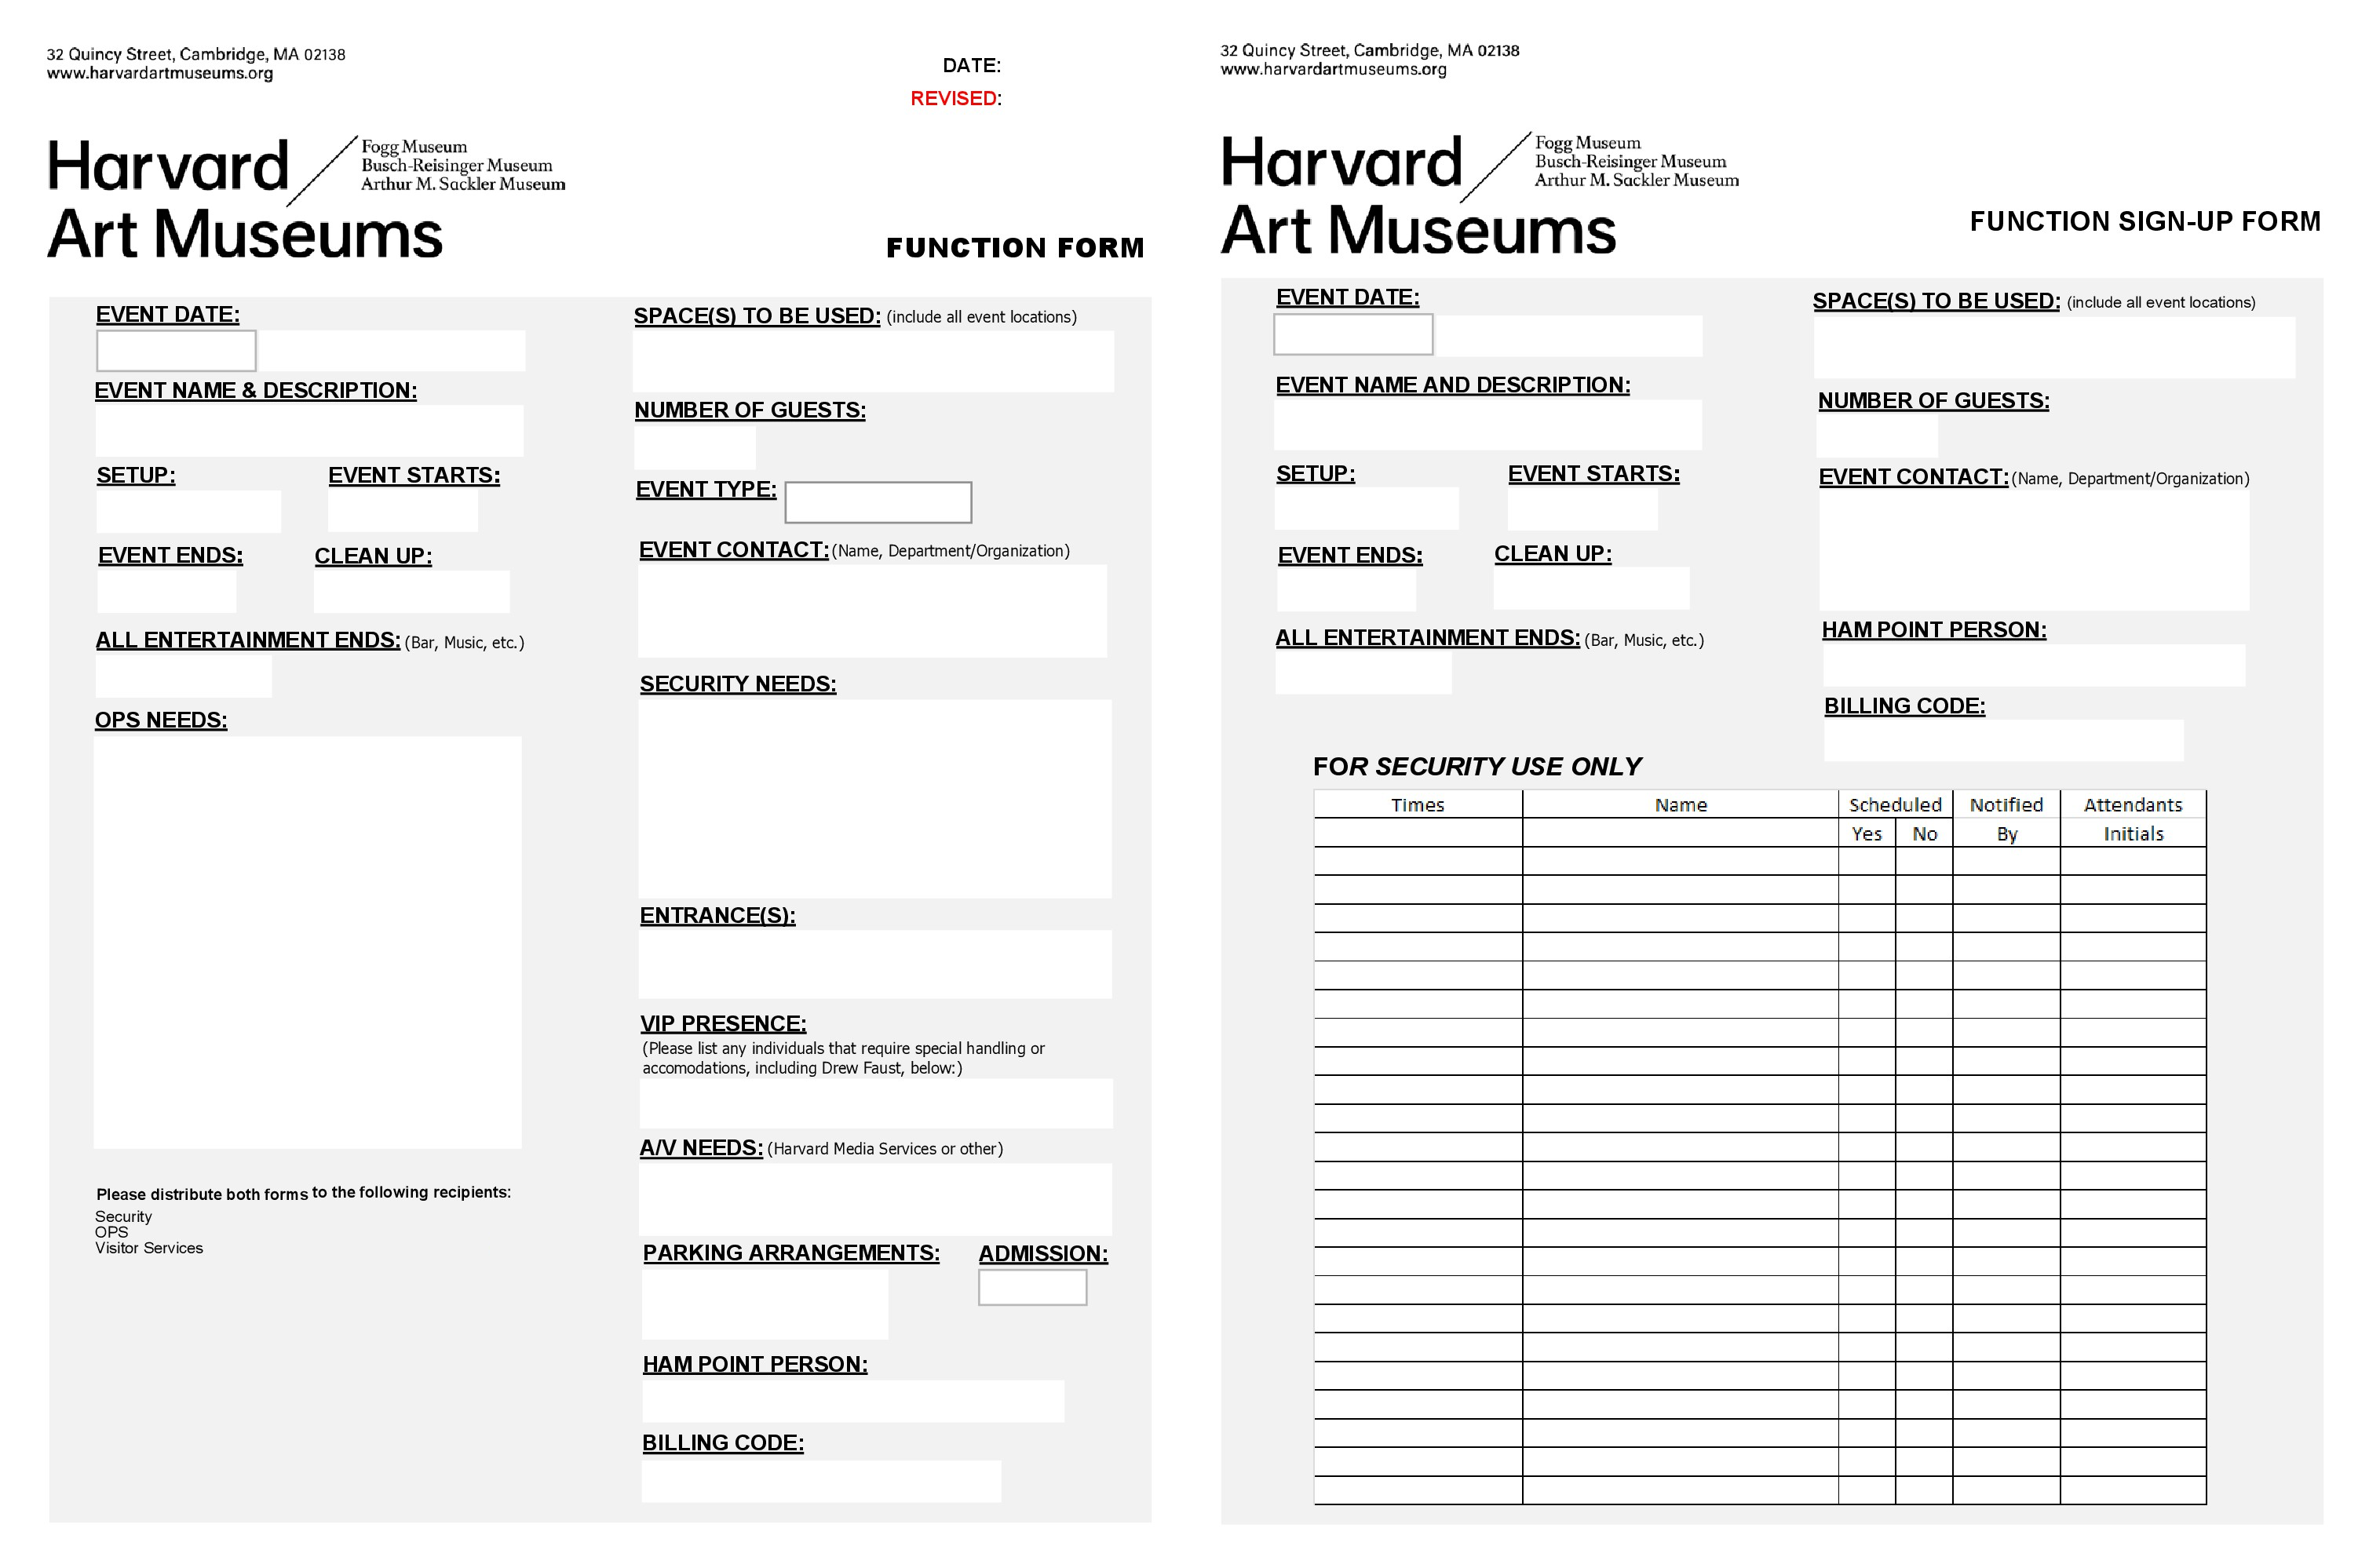 32 Quincy Street, Cambridge, MA 02138
www.harvardartmuseums.org
DATE:
REVISED:
Harvard
Art Museums
Fogg Museum
Busch-Reisinger Museum
Arthur M. Sackler Museum
FUNCTION FORM
EVENT DATE:
EVENT NAME & DESCRIPTION:
SETUP: EVENT STARTS:
EVENT ENDS: CLEAN UP:
ALL ENTERTAINMENT ENDS: (Bar, Music, etc.)
OPS NEEDS:
Please distribute both forms to the following recipients:
Security
OPS
Visitor Services
SPACE(S) TO BE USED: (include all event locations)
NUMBER OF GUESTS:
EVENT TYPE:
EVENT CONTACT: (Name, Department/Organization)
SECURITY NEEDS:
ENTRANCE(S):
VIP PRESENCE:
(Please list any individuals that require special handling or
accomodations, including Drew Faust, below:)
A/V NEEDS: (Harvard Media Services or other)
PARKING ARRANGEMENTS: ADMISSION:
HAM POINT PERSON:
BILLING CODE:
32 Quincy Street, Cambridge, MA 02138
www.harvardartmuseums.org
Harvard
Art Museums
Fogg Museum
Busch-Reisinger Museum
Arthur M. Sackler Museum
FUNCTION SIGN-UP FORM
EVENT DATE:
EVENT NAME AND DESCRIPTION:
SETUP: EVENT STARTS:
EVENT ENDS: CLEAN UP:
ALL ENTERTAINMENT ENDS: (Bar, Music, etc.)
SPACE(S) TO BE USED: (include all event locations)
NUMBER OF GUESTS:
EVENT CONTACT: (Name, Department/Organization)
HAM POINT PERSON:
BILLING CODE:
FOR SECURITY USE ONLY
Times Name Scheduled Notified Attendants
Yes No By Initials